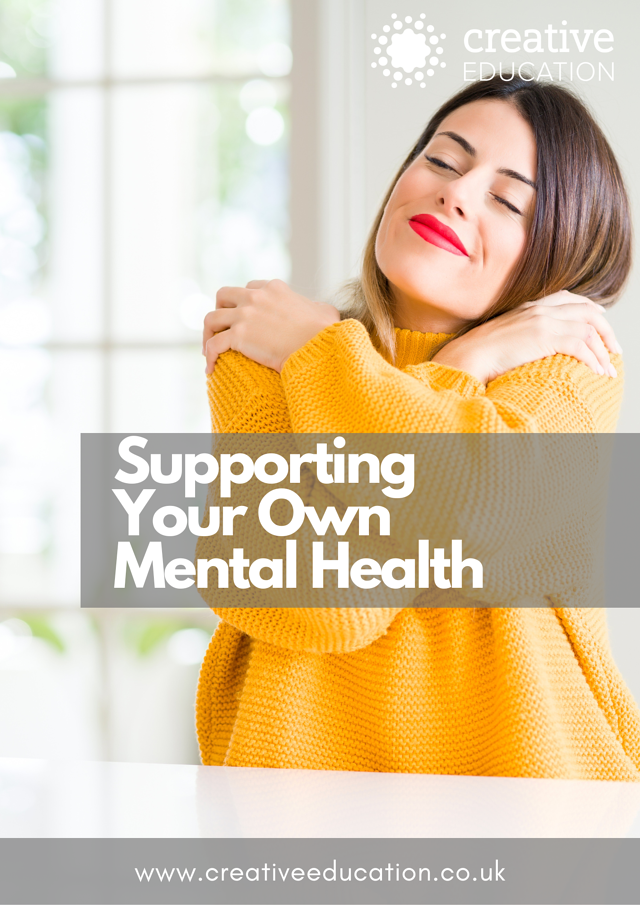 creative
EDUCATION
Supporting
Your Own
Mental Health
www.creativeeducation.co.uk